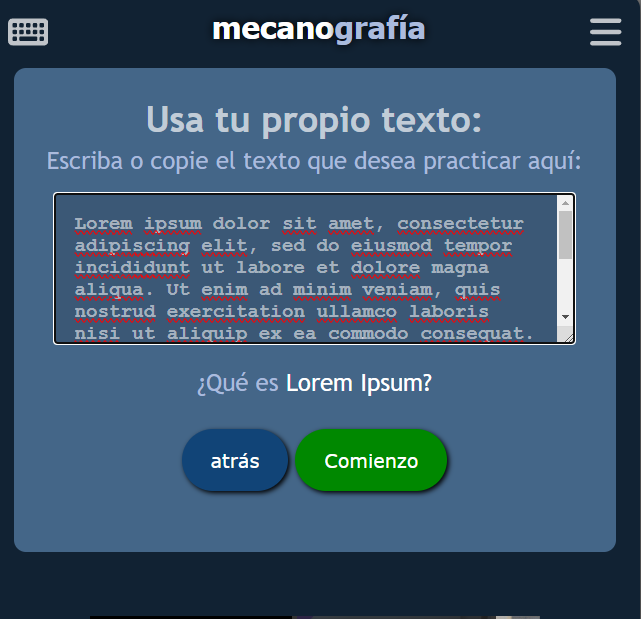 mecanografía
Usa tu propio texto:
Escriba o copie el texto que desea practicar aquí:
Lorem ipsum dolor sit amet, consectetur
adipiscing elit, sed do eiusmod tempor
incididunt ut labore et dolore magna
aliqua. Ut enim ad minim veniam, quis
nostrud exercitation ullamco laboris
nisi ut aliquip ex ea commodo consequat.
¿Qué es Lorem Ipsum?
atrás
Comienzo